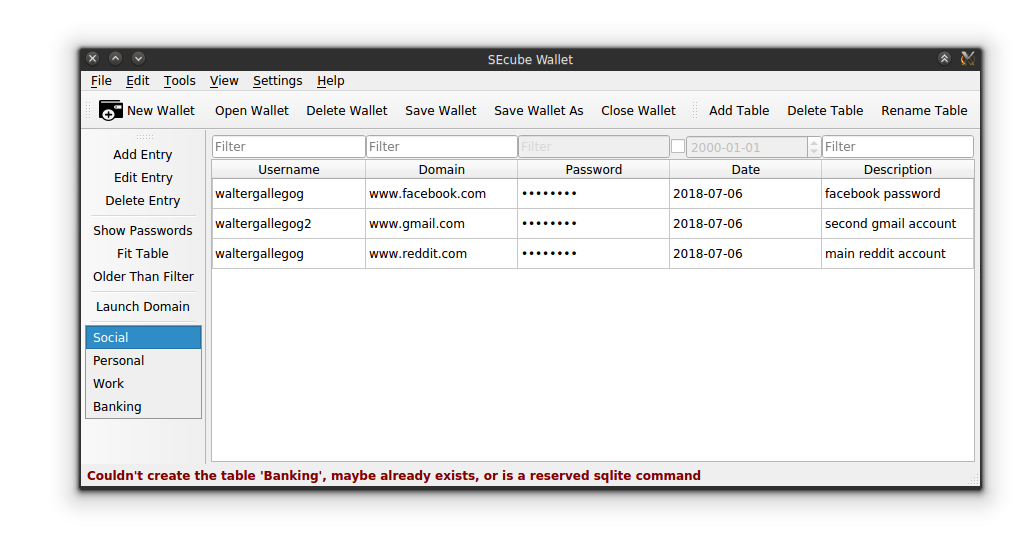 SEcube Wallet
File Edit Tools View Settings Help
New Wallet Open Wallet Delete Wallet Save Wallet Save Wallet As Close Wallet Add Table Delete Table Rename Table
Add Entry
Edit Entry
Delete Entry
Show Passwords
Fit Table
Older Than Filter
Launch Domain
Social
Personal
Work
Banking
Filter Filter Filter 2000-01-01 Filter
Username Domain Password Date Description
waltergallegog www.facebook.com •••••••• 2018-07-06 facebook password
waltergallegog2 www.gmail.com •••••••• 2018-07-06 second gmail account
waltergallegog www.reddit.com •••••••• 2018-07-06 main reddit account
Couldn't create the table 'Banking', maybe already exists, or is a reserved sqlite command